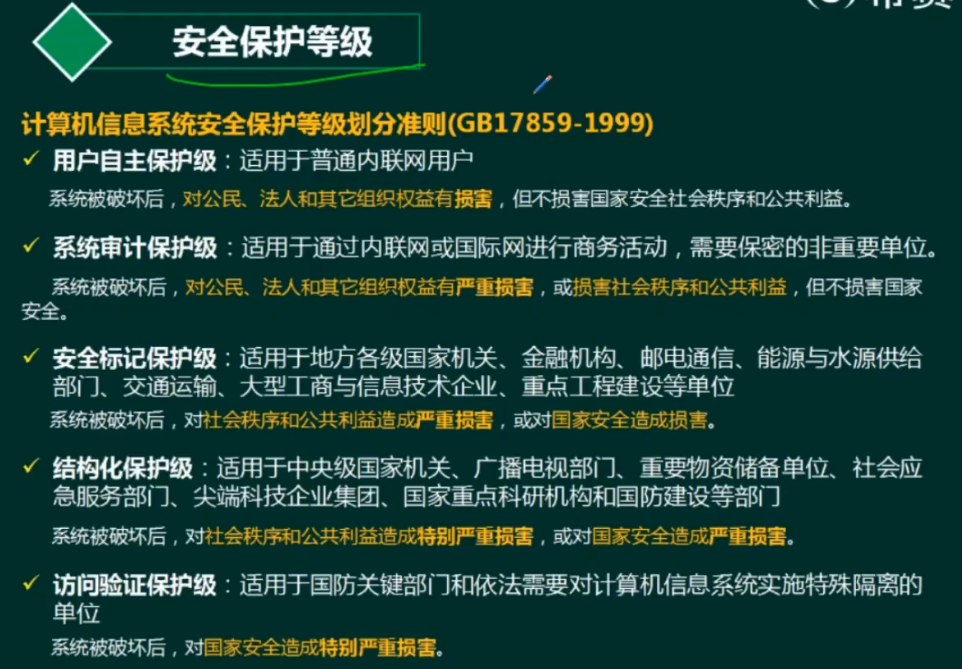 安全保护等级
计算机信息系统安全保护等级划分准则(GB17859-1999)
✓ 用户自主保护级：适用于普通内联网用户
系统被破坏后，对公民、法人和其它组织权益有损害，但不损害国家安全社会秩序和公共利益。
✓ 系统审计保护级：适用于通过内联网或国际网进行商务活动，需要保密的非重要单位。
系统被破坏后，对公民、法人和其它组织权益有严重损害，或损害社会秩序和公共利益，但不损害国家
安全。
✓ 安全标记保护级：适用于地方各级国家机关、金融机构、邮电通信、能源与水源供给
部门、交通运输、大型工商与信息技术企业、重点工程建设等单位
系统被破坏后，对社会秩序和公共利益造成严重损害，或对国家安全造成损害。
✓ 结构化保护级：适用于中央级国家机关、广播电视部门、重要物资储备单位、社会应
急服务部门、尖端科技企业集团、国家重点科研机构和国防建设等部门
系统被破坏后，对社会秩序和公共利益造成特别严重损害，或对国家安全造成严重损害。
✓ 访问验证保护级：适用于国防关键部门和依法需要对计算机信息系统实施特殊隔离的
单位
系统被破坏后，对国家安全造成特别严重损害。